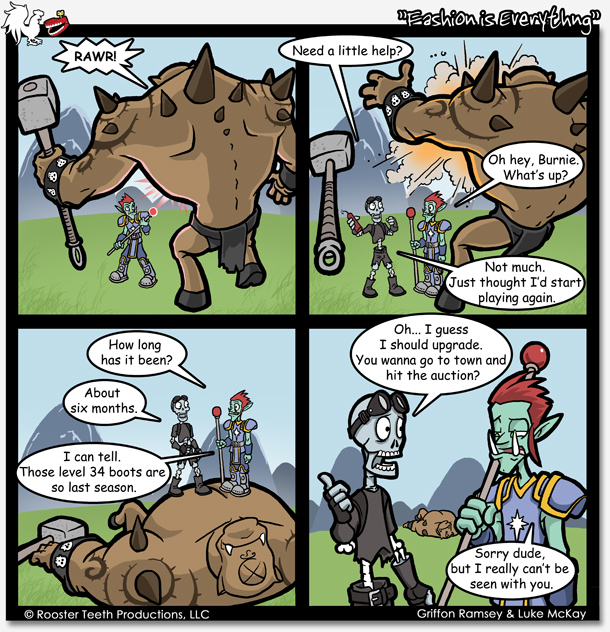 "Fashion is Everythng"
RAWR!
Need a little help?
Oh hey, Burnie.
What's up?
Not much.
Just thought I'd start
playing again.
How long
has it been?
About
six months.
I can tell.
Those level 34 boots are
so last season.
Oh... I guess
I should upgrade.
You wanna go to town and
hit the auction?
Sorry dude,
but I really can't be
seen with you.
© Rooster Teeth Productions, LLC
Griffon Ramsey & Luke McKay